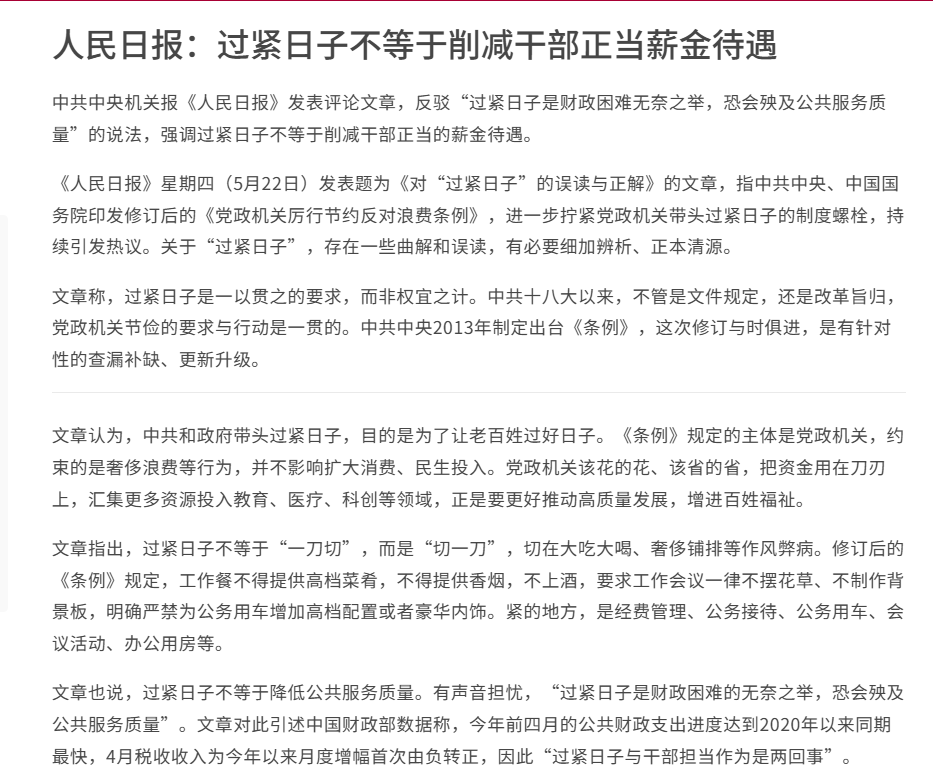 人民日报：过紧日子不等于削减干部正当薪金待遇
中共中央机关报《人民日报》发表评论文章，反驳“过紧日子是财政困难无奈之举，恐会殃及公共服务质
量”的说法，强调过紧日子不等于削减干部正当的薪金待遇。
《人民日报》星期四（5月22日）发表题为《对“过紧日子”的误读与正解》的文章，指中共中央、中国国
务院印发修订后的《党政机关厉行节约反对浪费条例》，进一步拧紧党政机关带头过紧日子的制度螺栓，持
续引发热议。关于“过紧日子”，存在一些曲解和误读，有必要细加辨析、正本清源。
文章称，过紧日子是一以贯之的要求，而非权宜之计。中共十八大以来，不管是文件规定，还是改革旨归，
党政机关节俭的要求与行动是一贯的。中共中央2013年制定出台《条例》，这次修订与时俱进，是有针对
性的查漏补缺、更新升级。
文章认为，中共和政府带头过紧日子，目的是为了让老百姓过好日子。《条例》规定的主体是党政机关，约
束的是奢侈浪费等行为，并不影响扩大消费、民生投入。党政机关该花的花、该省的省，把资金用在刀刃
上，汇集更多资源投入教育、医疗、科创等领域，正是要更好推动高质量发展，增进百姓福祉。
文章指出，过紧日子不等于“一刀切”，而是“切一刀”，切在大吃大喝、奢侈铺排等作风弊病。修订后的
《条例》规定，工作餐不得提供高档菜肴，不得提供香烟，不上酒，要求工作会议一律不摆花草、不制作背
景板，明确严禁为公务用车增加高档配置或者豪华内饰。紧的地方，是经费管理、公务接待、公务用车、会
议活动、办公用房等。
文章也说，过紧日子不等于降低公共服务质量。有声音担忧，“过紧日子是财政困难的无奈之举，恐会殃及
公共服务质量”。文章对此引述中国财政部数据称，今年前四月的公共财政支出进度达到2020年以来同期
最快，4月税收收入为今年以来月度增幅首次由负转正，因此“过紧日子与干部担当作为是两回事”。